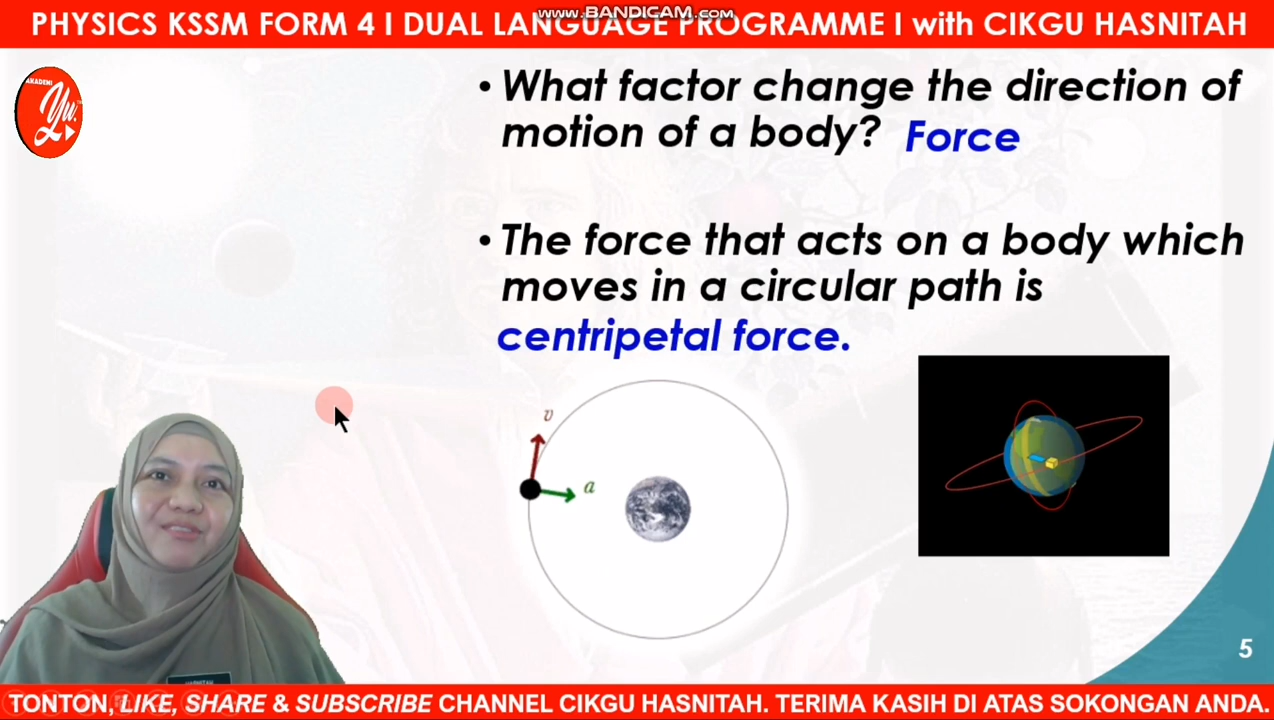 www.BANDICAM.com
PHYSICS KSSM FORM 4 I DUAL LANGUAGE PROGRAMME I with CIKGU HASNITAH
AKADEMI
Yu.
• What factor change the direction of
motion of a body? Force
• The force that acts on a body which
moves in a circular path is
centripetal force.
v
a
5
TONTON, LIKE, SHARE & SUBSCRIBE CHANNEL CIKGU HASNITAH. TERIMA KASIH DI ATAS SOKONGAN ANDA.